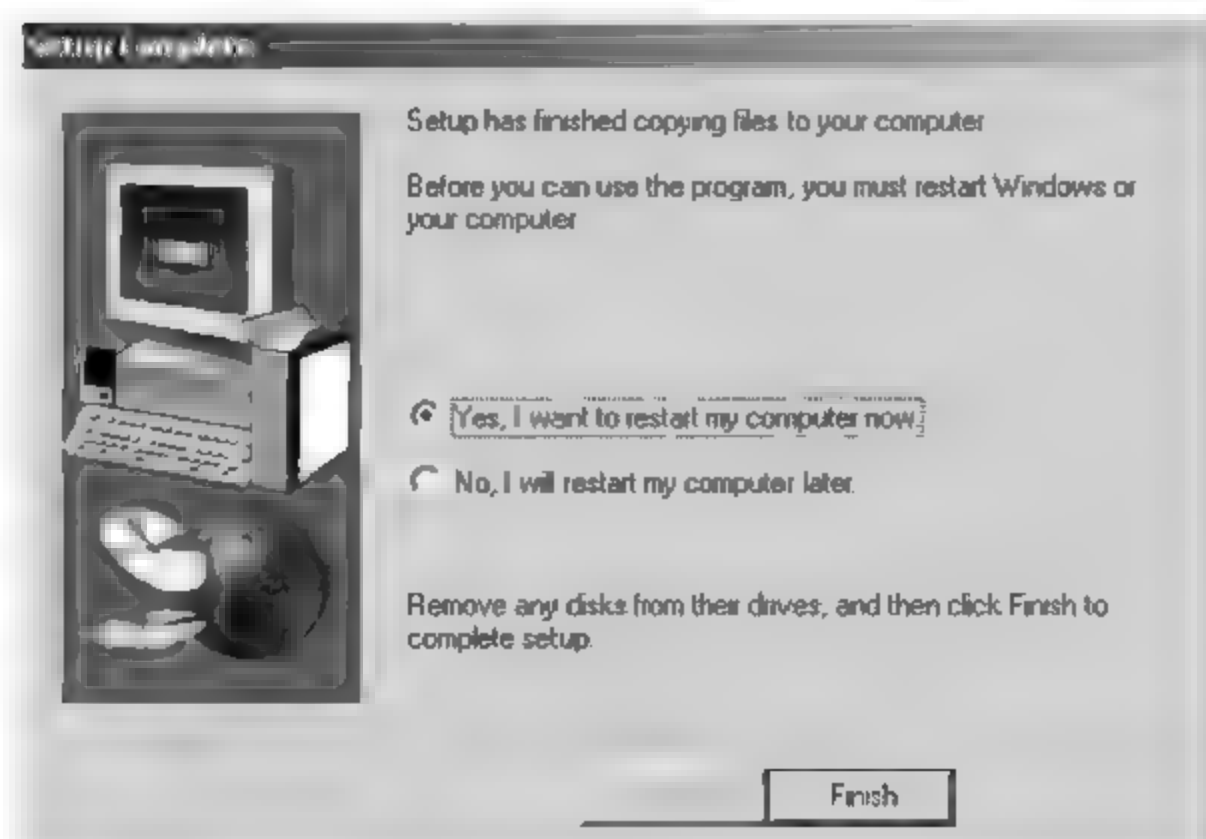 Setup Complete
Setup has finished copying files to your computer
Before you can use the program, you must restart Windows or
your computer
Yes, I want to restart my computer now.
No, I will restart my computer later.
Remove any disks from their drives, and then click Finish to
complete setup.
Finish